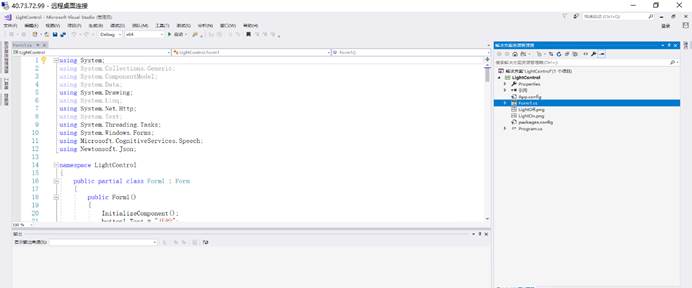 40.73.72.99 - 远程桌面连接
LightControl - Microsoft Visual Studio (管理员)
快速启动 (Ctrl+Q)
文件(F) 编辑(E) 视图(V) 项目(P) 生成(B) 调试(D) 团队(M) 工具(T) 测试(S) 分析(N) 窗口(W) 帮助(H)
登录
Debug x64 启动
Form1.cs
LightControl LightControl.Form1 Form1()
1 using System;
2 using System.Collections.Generic;
3 using System.ComponentModel;
4 using System.Data;
5 using System.Drawing;
6 using System.Linq;
7 using System.Net.Http;
8 using System.Text;
9 using System.Threading.Tasks;
10 using System.Windows.Forms;
11 using Microsoft.CognitiveServices.Speech;
12 using Newtonsoft.Json;
13
14 namespace LightControl
15 {
16 public partial class Form1 : Form
17 {
18 public Form1()
19 {
20 InitializeComponent();
21
100 %
输出
显示输出来源(S):
解决方案资源管理器
搜索解决方案资源管理器(Ctrl+;)
解决方案"LightControl"(1 个项目)
LightControl
Properties
引用
App.config
Form1.cs
LightOff.png
LightOn.png
packages.config
Program.cs